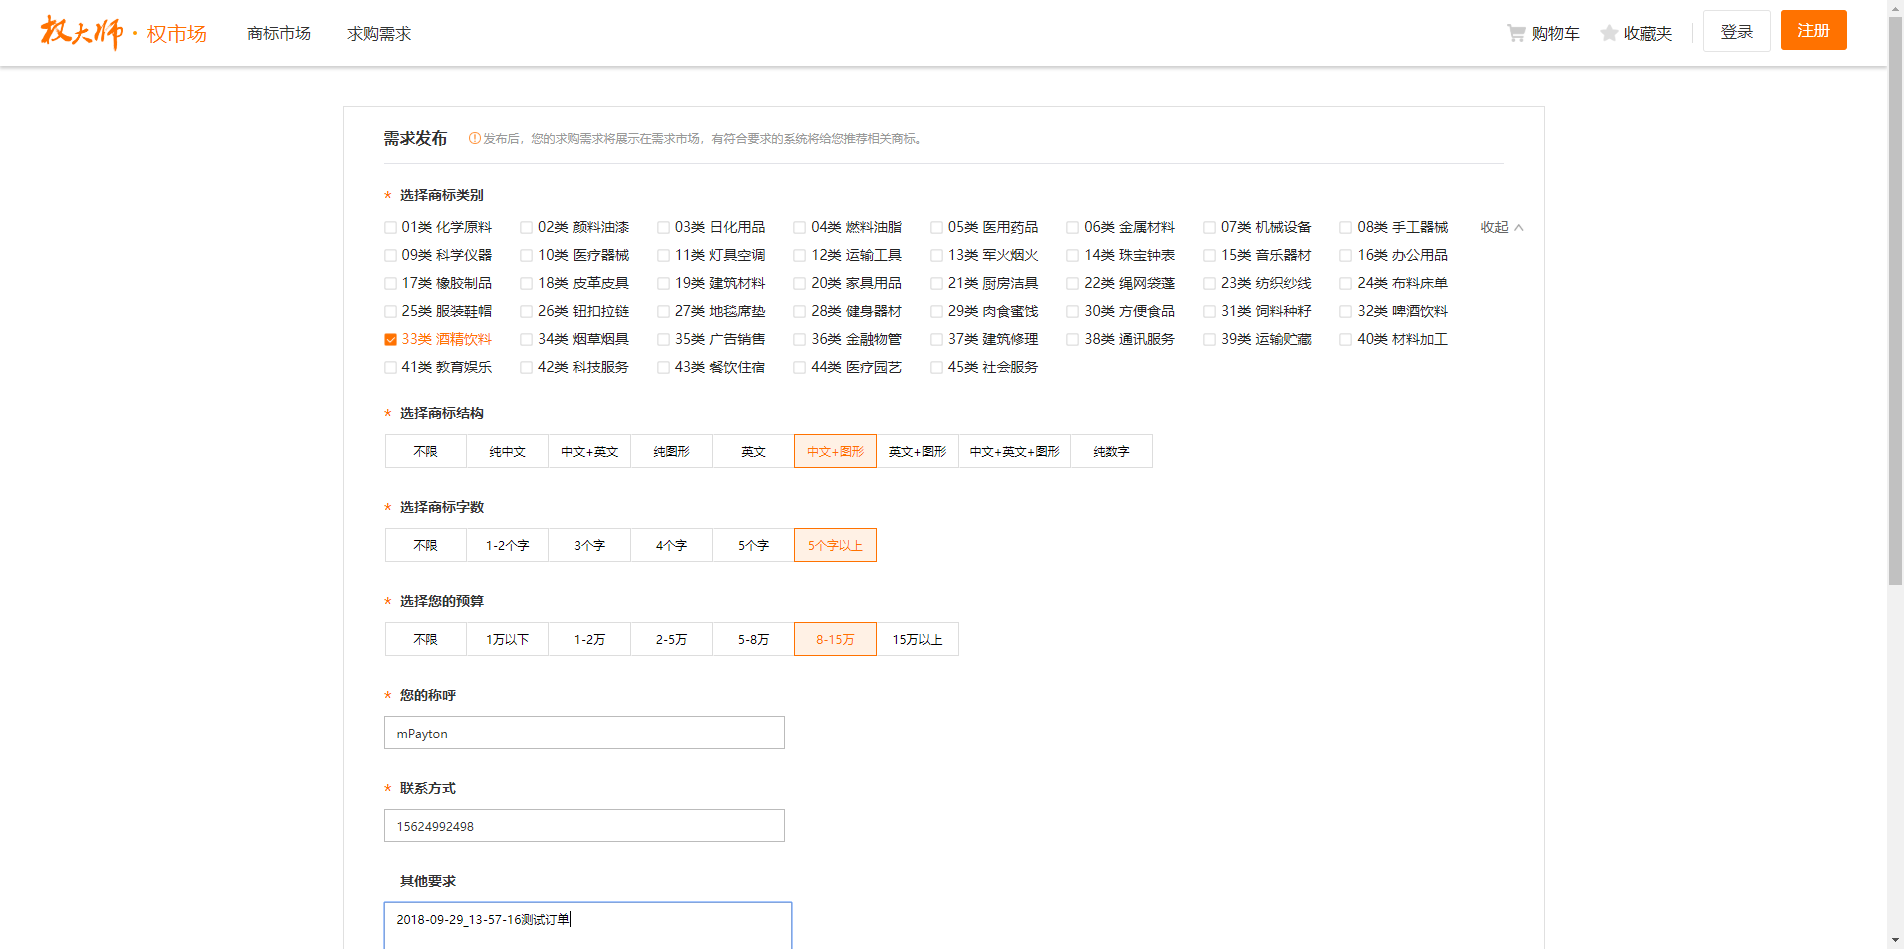 权大师·权市场 商标市场 求购需求 购物车 收藏夹 登录 注册
需求发布 发布后，您的求购需求将展示在需求市场，有符合要求的系统将给您推荐相关商标。
* 选择商标类别
01类 化学原料 02类 颜料油漆 03类 日化用品 04类 燃料油脂 05类 医用药品 06类 金属材料 07类 机械设备 08类 手工器械 收起
09类 科学仪器 10类 医疗器械 11类 灯具空调 12类 运输工具 13类 军火烟火 14类 珠宝钟表 15类 音乐器材 16类 办公用品
17类 橡胶制品 18类 皮革皮具 19类 建筑材料 20类 家具用品 21类 厨房洁具 22类 绳网袋蓬 23类 纺织纱线 24类 布料床单
25类 服装鞋帽 26类 钮扣拉链 27类 地毯席垫 28类 健身器材 29类 肉食蜜饯 30类 方便食品 31类 饲料种籽 32类 啤酒饮料
33类 酒精饮料 34类 烟草烟具 35类 广告销售 36类 金融物管 37类 建筑修理 38类 通讯服务 39类 运输贮藏 40类 材料加工
41类 教育娱乐 42类 科技服务 43类 餐饮住宿 44类 医疗园艺 45类 社会服务
* 选择商标结构
不限 纯中文 中文+英文 纯图形 英文 中文+图形 英文+图形 中文+英文+图形 纯数字
* 选择商标字数
不限 1-2个字 3个字 4个字 5个字 5个字以上
* 选择您的预算
不限 1万以下 1-2万 2-5万 5-8万 8-15万 15万以上
* 您的称呼
mPayton
* 联系方式
15624992498
其他要求
2018-09-29_13-57-16测试订单